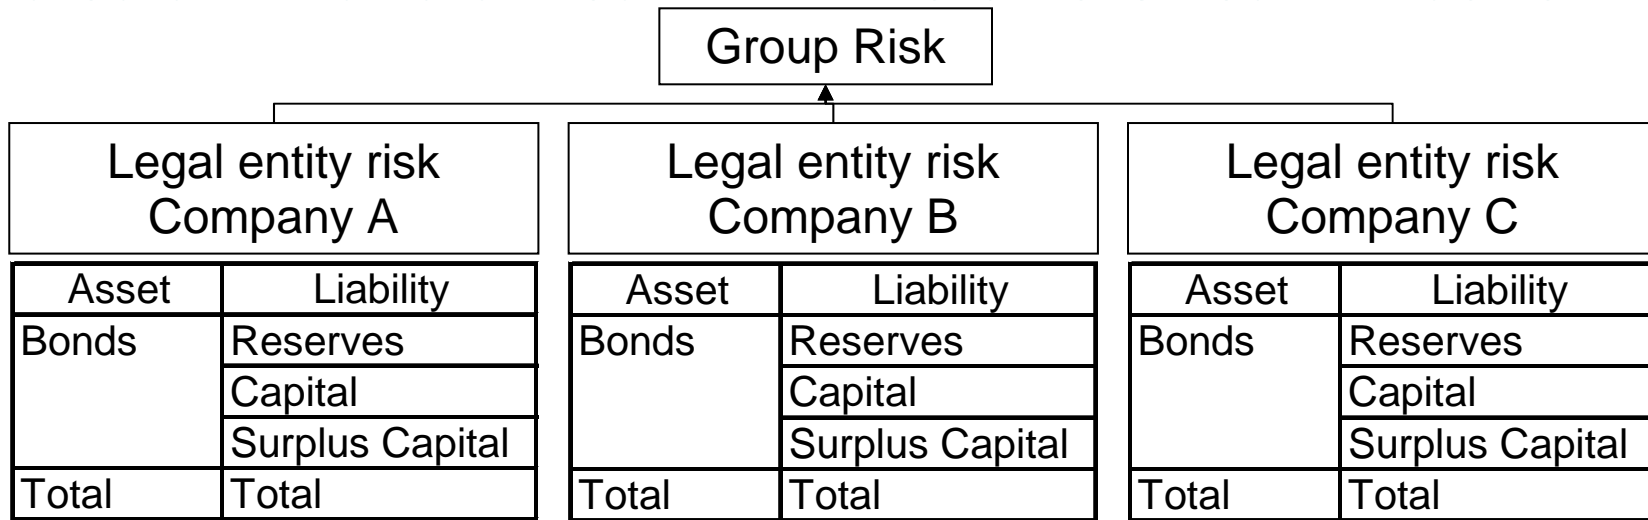 Group Risk
Legal entity risk
Company A
Legal entity risk
Company B
Legal entity risk
Company C
Asset Liability
Bonds Reserves
Capital
Surplus Capital
Total Total
Asset Liability
Bonds Reserves
Capital
Surplus Capital
Total Total
Asset Liability
Bonds Reserves
Capital
Surplus Capital
Total Total